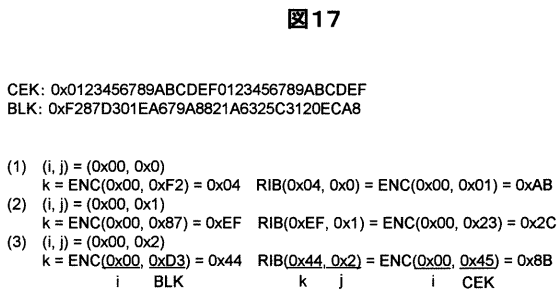 図17
CEK: 0x0123456789ABCDEF0123456789ABCDEF
BLK: 0xF287D301EA679A8821A6325C3120ECA8
(1) (i, j) = (0x00, 0x0)
k = ENC(0x00, 0xF2) = 0x04 RIB(0x04, 0x0) = ENC(0x00, 0x01) = 0xAB
(2) (i, j) = (0x00, 0x1)
k = ENC(0x00, 0x87) = 0xEF RIB(0xEF, 0x1) = ENC(0x00, 0x23) = 0x2C
(3) (i, j) = (0x00, 0x2)
k = ENC(0x00, 0xD3) = 0x44 RIB(0x44, 0x2) = ENC(0x00, 0x45) = 0x8B
i BLK k j i CEK